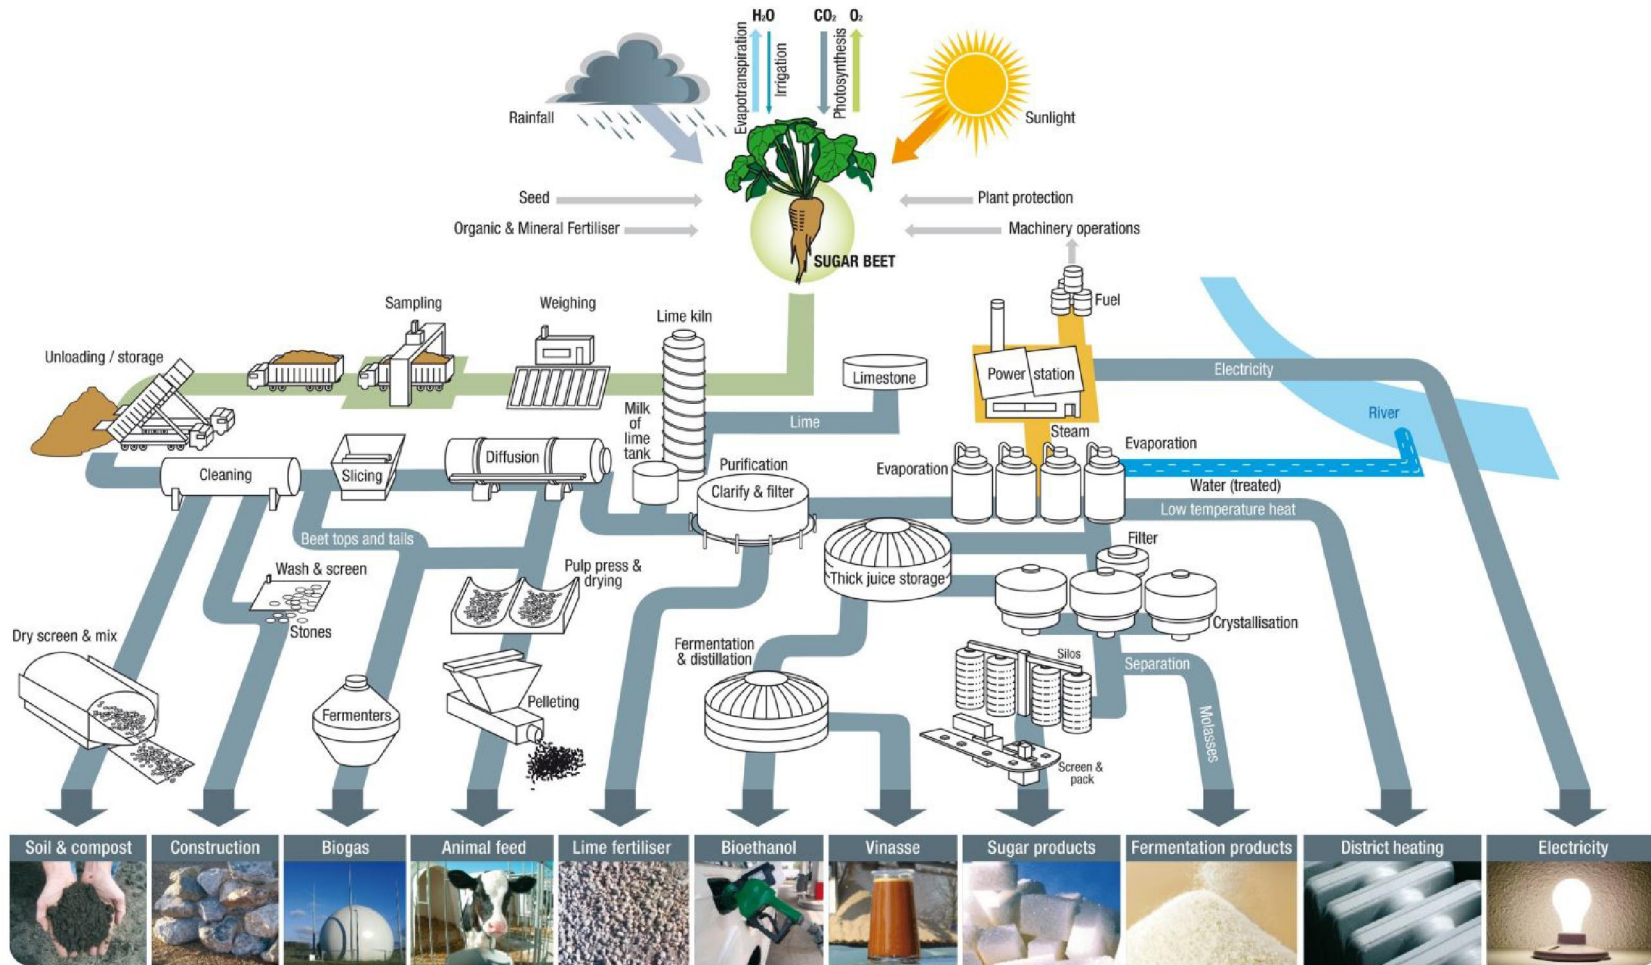 H₂O
CO₂
O₂
Evapotranspiration
Irrigation
Photosynthesis
Rainfall
Sunlight
Seed
Plant protection
Organic & Mineral Fertiliser
Machinery operations
SUGAR BEET
Fuel
Sampling
Weighing
Lime kiln
Unloading / storage
Limestone
Power station
Electricity
River
Milk
of
lime
tank
Lime
Steam
Evaporation
Evaporation
Cleaning
Slicing
Diffusion
Purification
Clarify & filter
Water (treated)
Low temperature heat
Beet tops and tails
Filter
Wash & screen
Pulp press &
drying
Thick juice storage
Stones
Crystallisation
Dry screen & mix
Fermentation
& distillation
Silos
Separation
Fermenters
Pelleting
Molasses
Screen &
pack
Soil & compost
Construction
Biogas
Animal feed
Lime fertiliser
Bioethanol
Vinasse
Sugar products
Fermentation products
District heating
Electricity